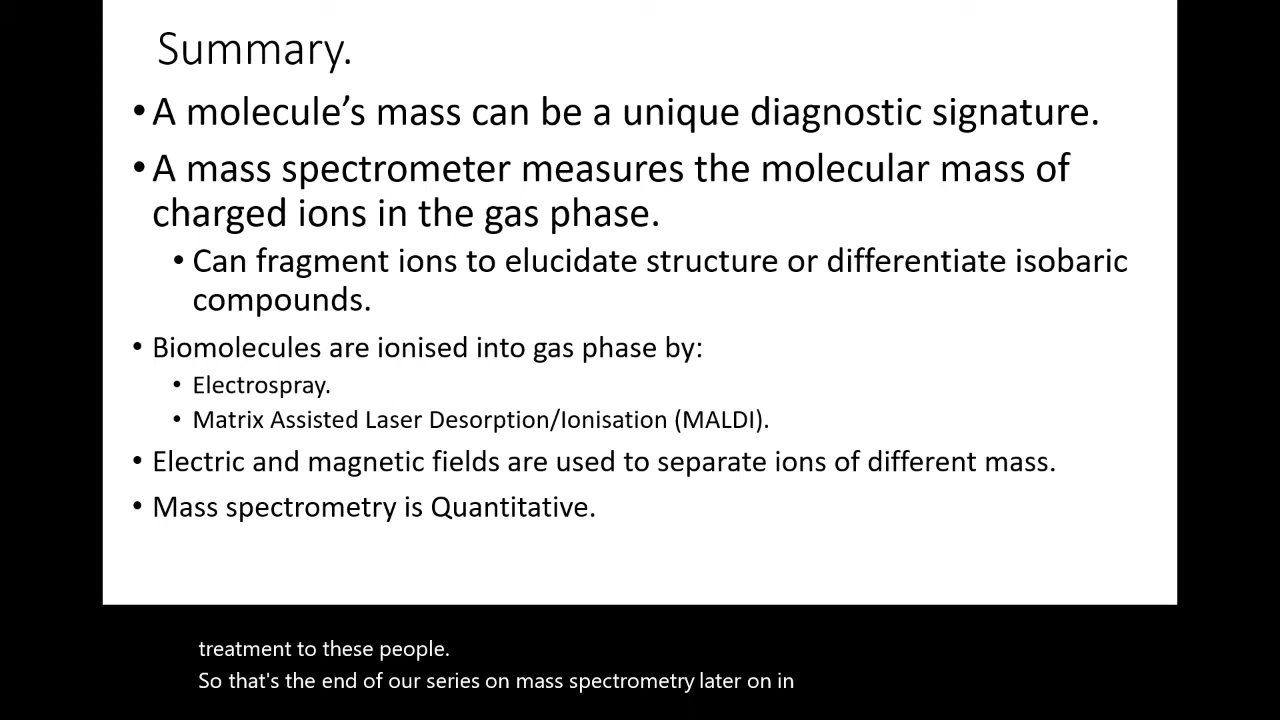 Summary.
•A molecule’s mass can be a unique diagnostic signature.
•A mass spectrometer measures the molecular mass of
charged ions in the gas phase.
• Can fragment ions to elucidate structure or differentiate isobaric
compounds.
• Biomolecules are ionised into gas phase by:
• Electrospray.
• Matrix Assisted Laser Desorption/Ionisation (MALDI).
• Electric and magnetic fields are used to separate ions of different mass.
• Mass spectrometry is Quantitative.
treatment to these people.
So that's the end of our series on mass spectrometry later on in